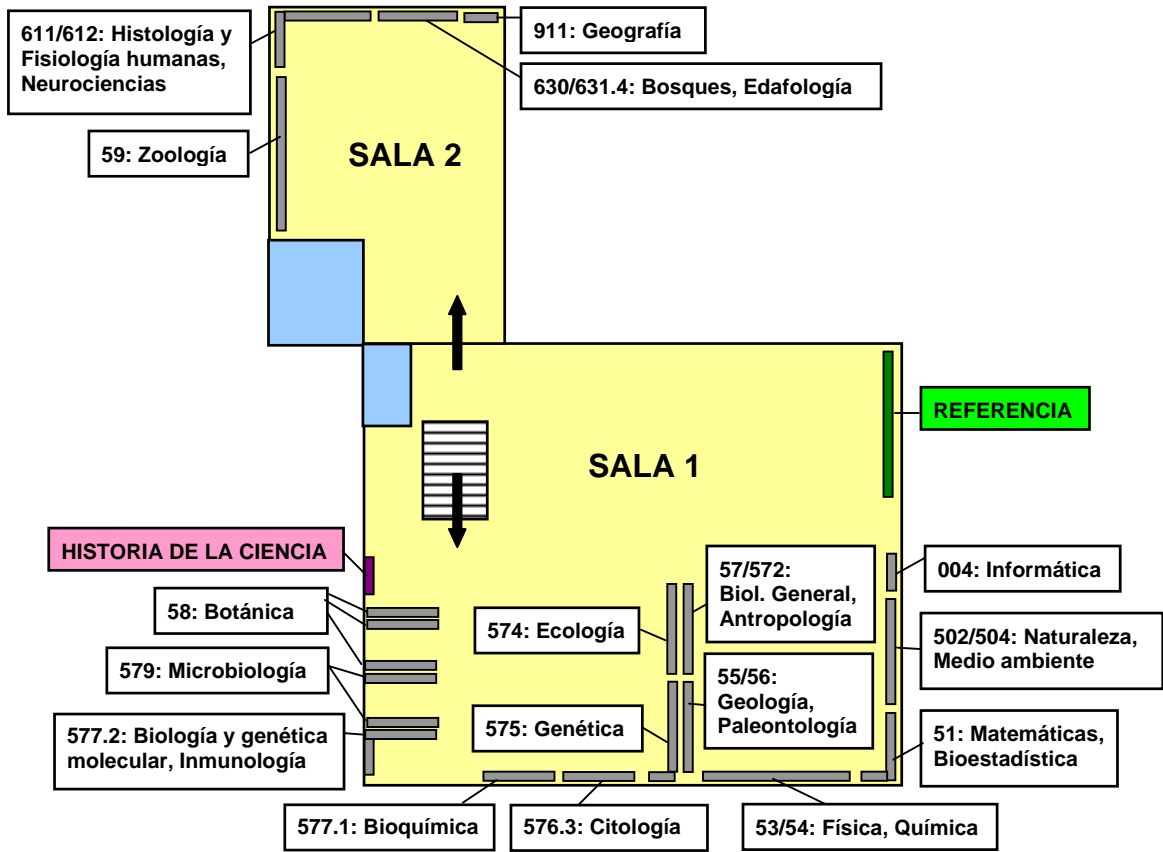 611/612: Histología y
Fisiología humanas,
Neurociencias
911: Geografía
630/631.4: Bosques, Edafología
59: Zoología
SALA 2
REFERENCIA
SALA 1
HISTORIA DE LA CIENCIA
58: Botánica
579: Microbiología
577.2: Biología y genética
molecular, Inmunología
574: Ecología
57/572:
Biol. General,
Antropología
575: Genética
55/56:
Geología,
Paleontología
004: Informática
502/504: Naturaleza,
Medio ambiente
51: Matemáticas,
Bioestadística
577.1: Bioquímica
576.3: Citología
53/54: Física, Química